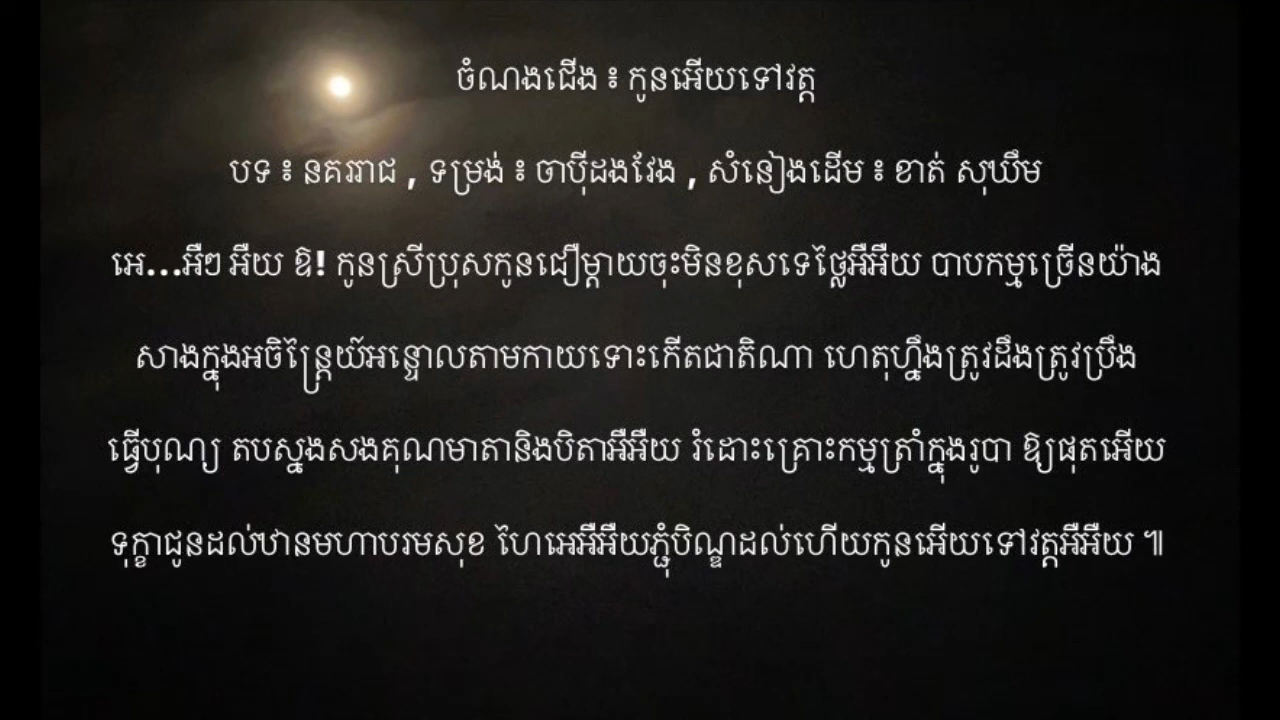 ចំណងជើង ៖ កូនអើយទៅវត្ត
បទ ៖ នគររាជ , ទម្រង់ ៖ ចាប៉ីដងវែង , សំនៀងដើម ៖ ខាត់ សុឃឹម
អេ...អឺៗ អឺយ ឱ! កូនស្រីប្រុសកូនជឿម្តាយចុះមិនខុសទេថ្លៃអឺអឺយ បាបកម្មច្រើនយ៉ាង
សាងក្នុងអចិន្ត្រៃយ៍អន្ទោលតាមកាយទោះកើតជាតិណា ហេតុហ្នឹងត្រូវដឹងត្រូវប្រឹង
ធ្វើបុណ្យ តបស្នងសងគុណមាតានិងបិតាអឺអឺយ រំដោះគ្រោះកម្មត្រាំក្នុងរូបា ឱ្យផុតអើយ
ទុក្ខាជូនដល់ឋានមហាបរមសុខ ហៃអេអឺអឺយភ្ជុំបិណ្ឌដល់ហើយកូនអើយទៅវត្តអឺអឺយ ៕